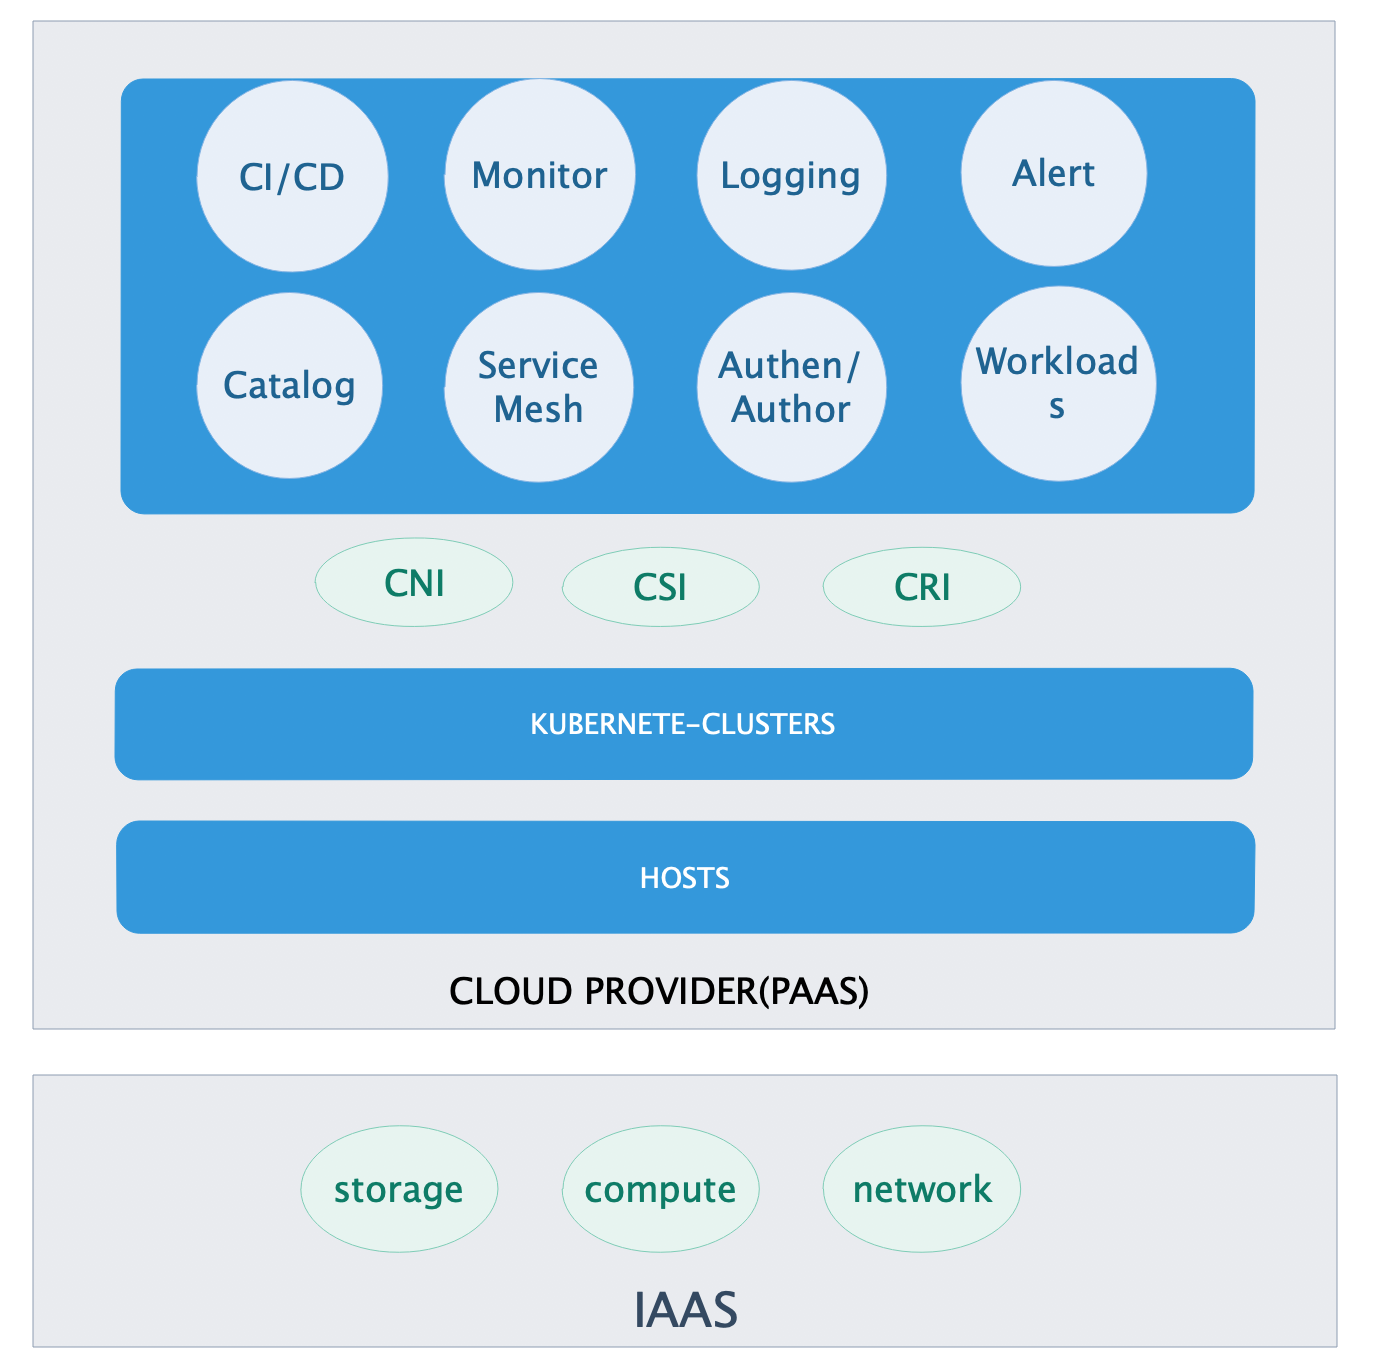 CI/CD
Monitor
Logging
Alert
Catalog
Service
Mesh
Authen/
Author
Workload
s
CNI
CSI
CRI
KUBERNETE-CLUSTERS
HOSTS
CLOUD PROVIDER(PAAS)
storage
compute
network
IAAS